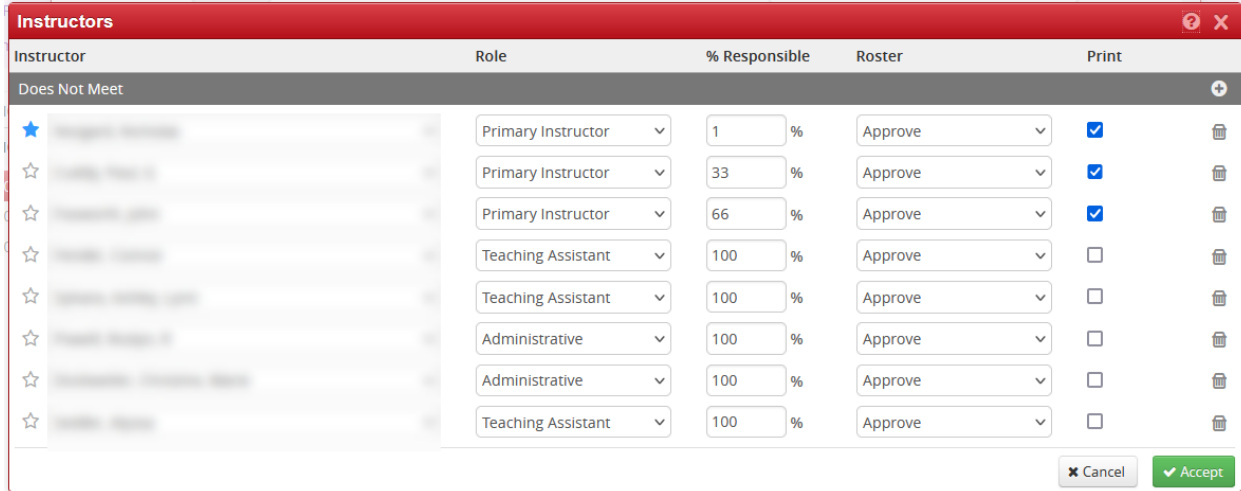 Instructors
Instructor Role % Responsible Roster Print
Does Not Meet
Primary Instructor 1 % Approve
Primary Instructor 33 % Approve
Primary Instructor 66 % Approve
Teaching Assistant 100 % Approve
Teaching Assistant 100 % Approve
Administrative 100 % Approve
Administrative 100 % Approve
Teaching Assistant 100 % Approve
Cancel Accept